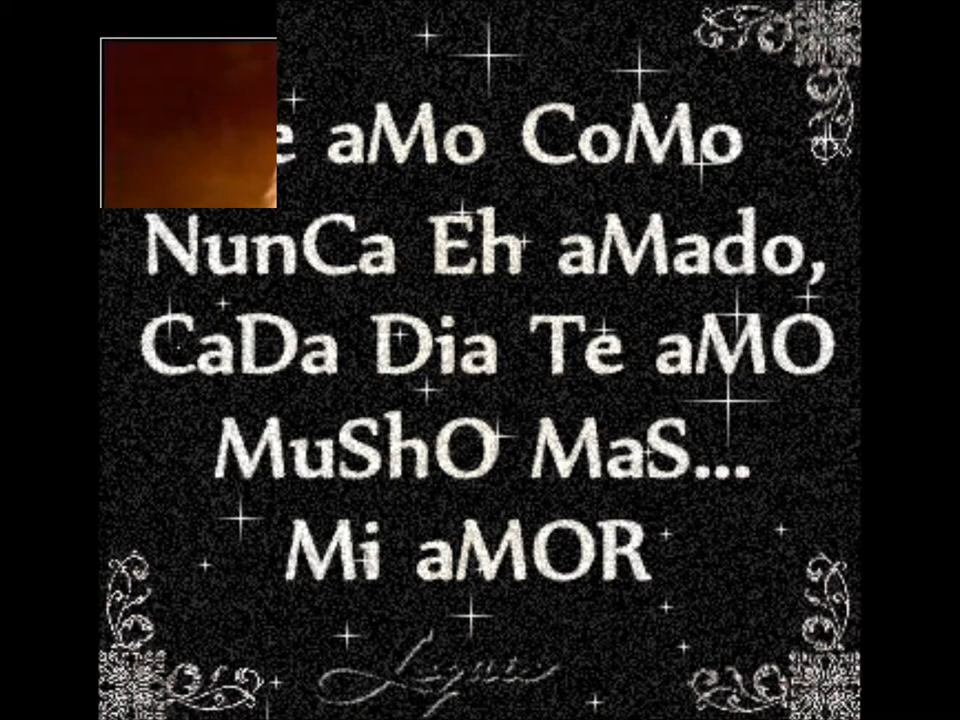 e aMo CoMo
NunCa Eh aMado,
CaDa Dia Te aMO
MuShO MaS...
Mi aMOR